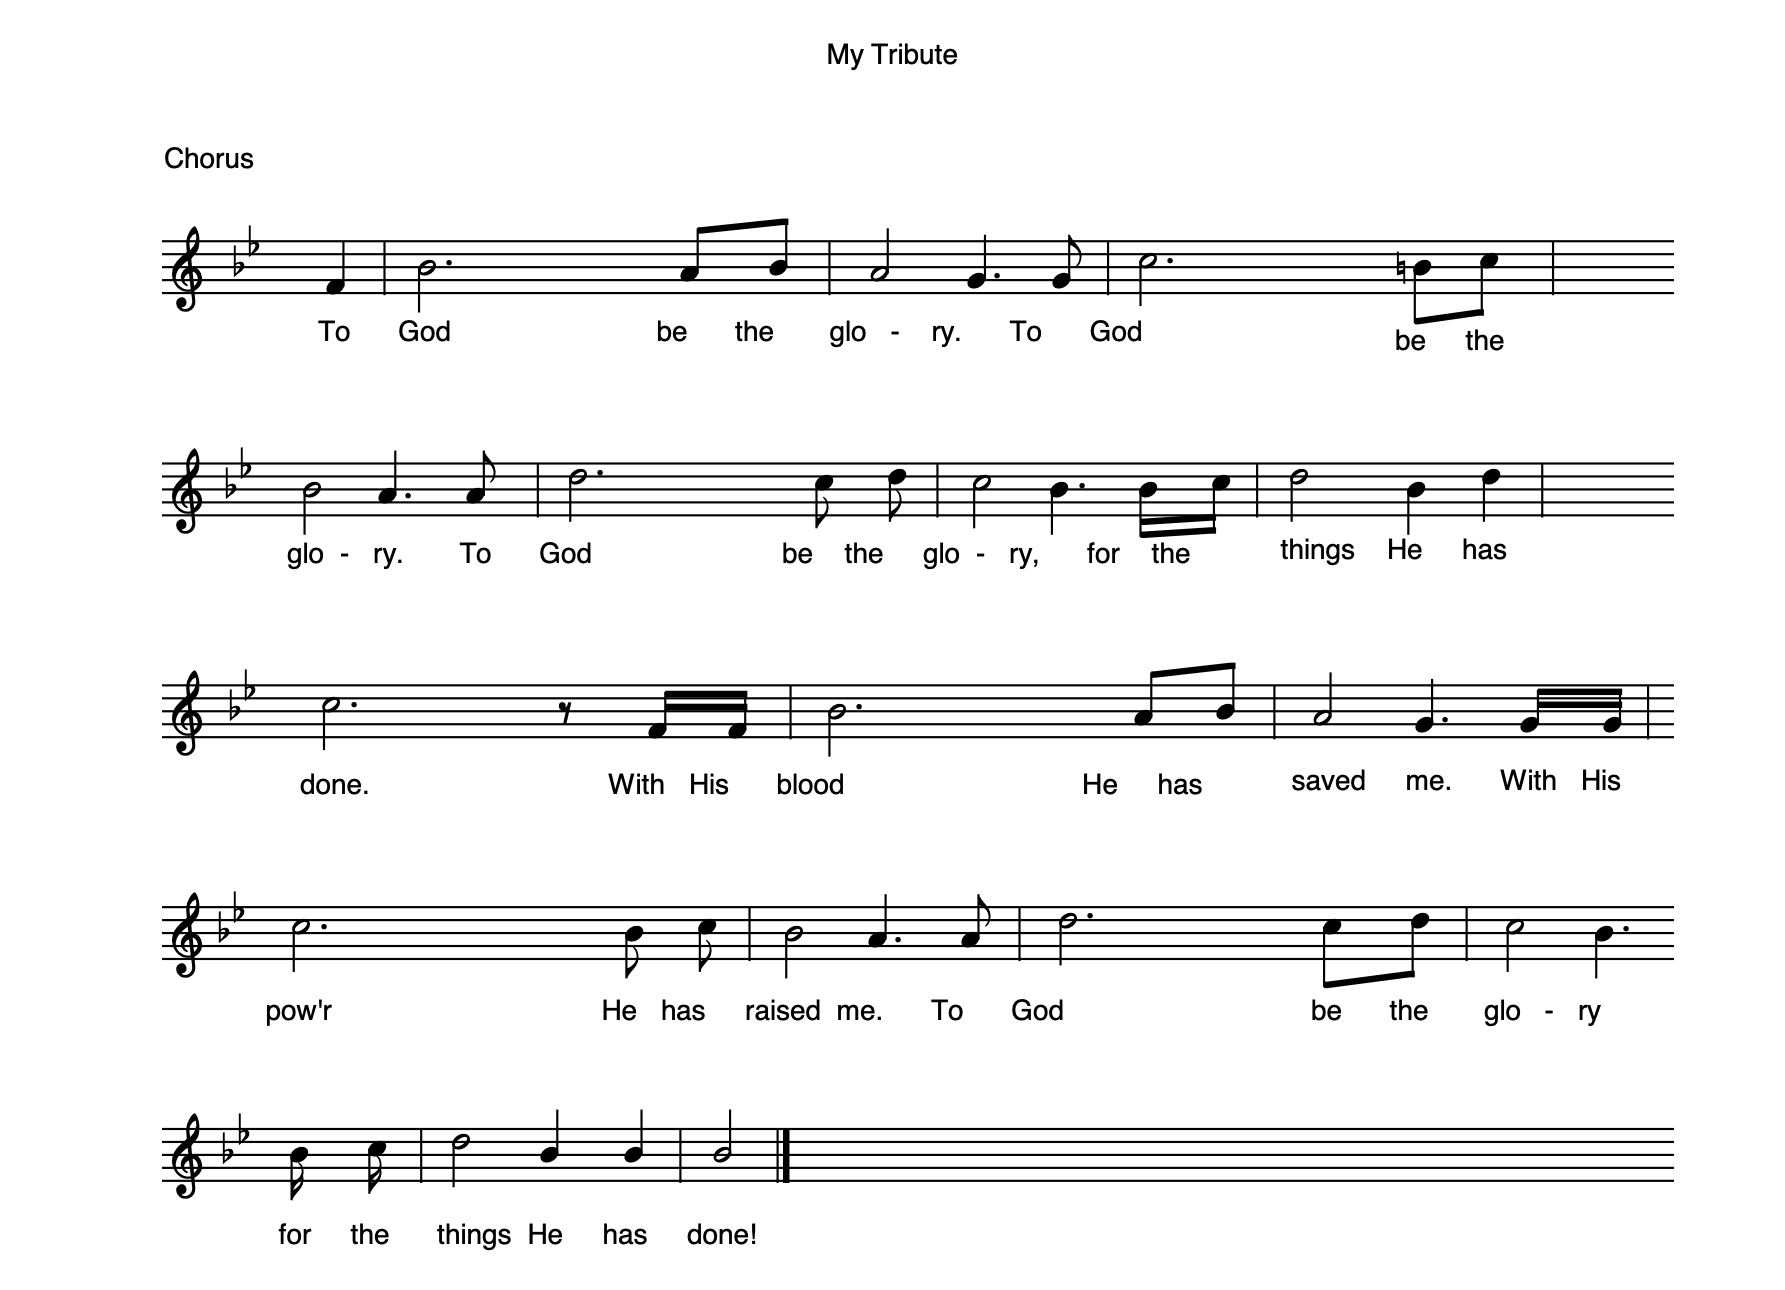 My Tribute
Chorus
To God be the glo - ry. To God be the
glo - ry. To God be the glo - ry, for the things He has
done. With His blood He has saved me. With His
pow'r He has raised me. To God be the glo - ry
for the things He has done!